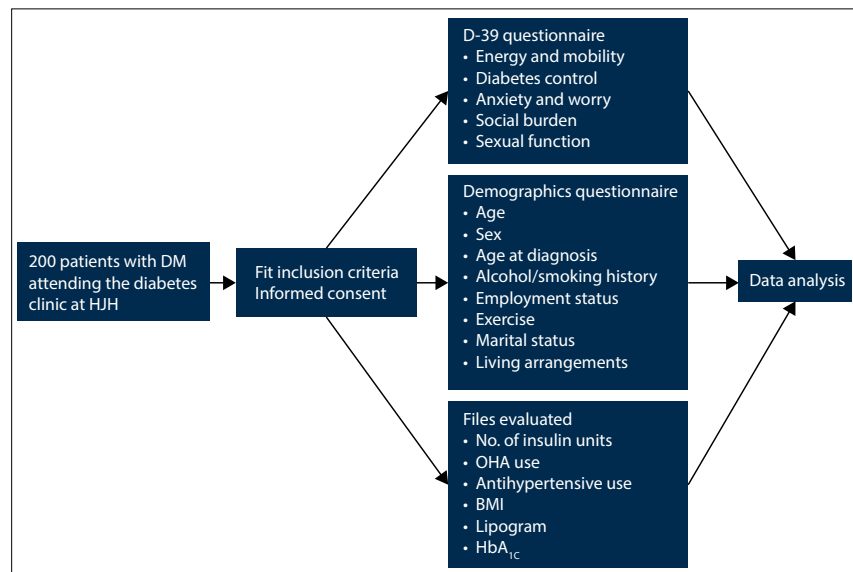 200 patients with DM
attending the diabetes
clinic at HJH
Fit inclusion criteria
Informed consent
D-39 questionnaire
• Energy and mobility
• Diabetes control
• Anxiety and worry
• Social burden
• Sexual function
Demographics questionnaire
• Age
• Sex
• Age at diagnosis
• Alcohol/smoking history
• Employment status
• Exercise
• Marital status
• Living arrangements
Files evaluated
• No. of insulin units
• OHA use
• Antihypertensive use
• BMI
• Lipogram
• HbA1C
Data analysis